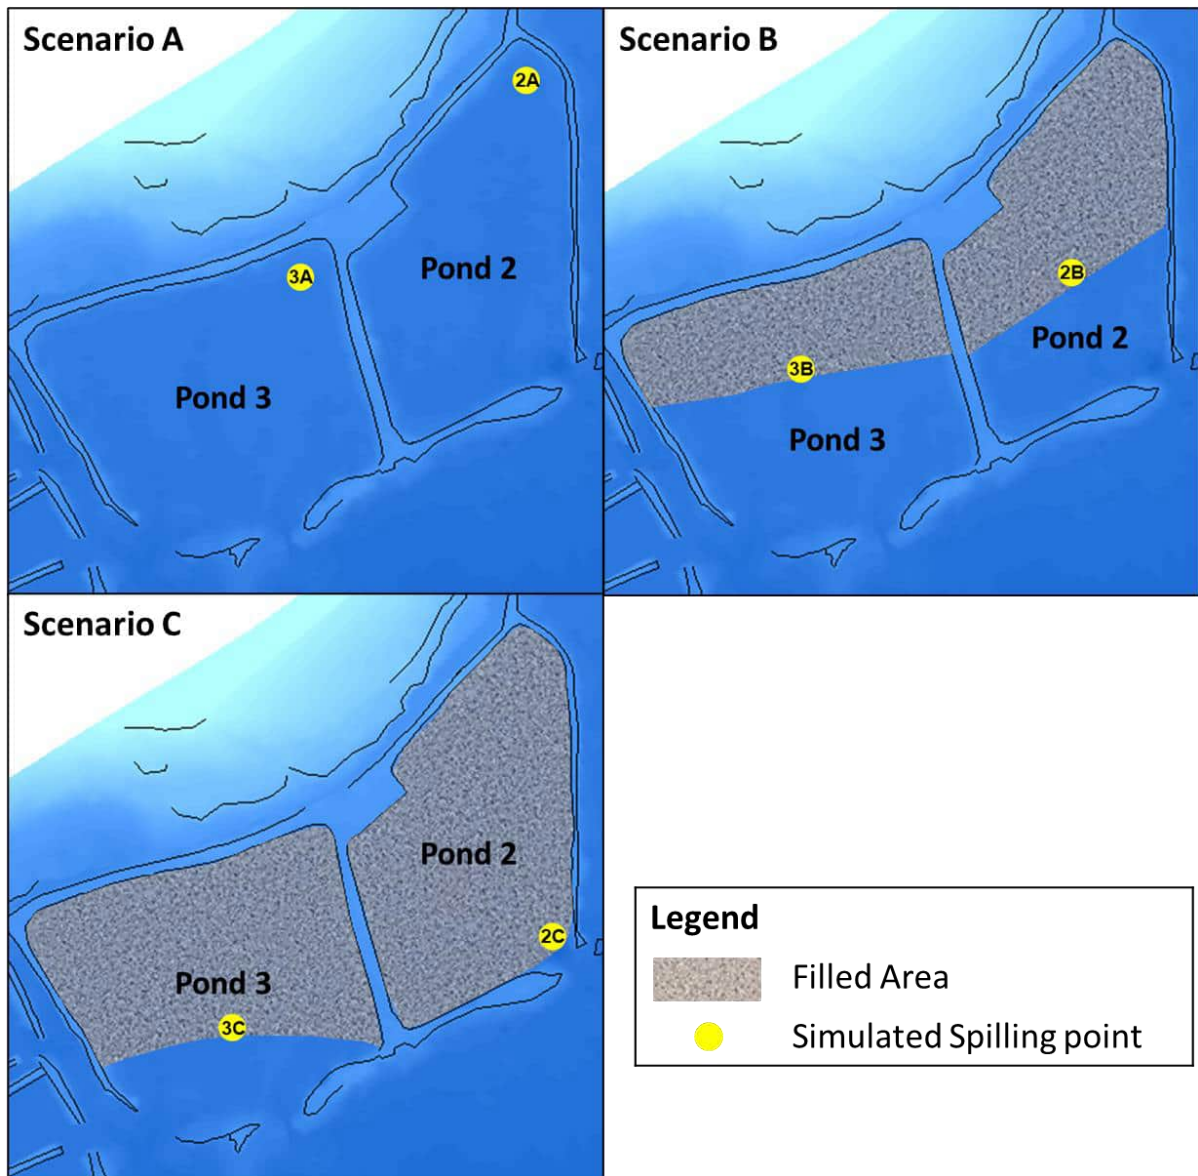 Scenario A
2A
3A
Pond 2
Pond 3
Scenario B
2B
Pond 2
3B
Pond 3
Scenario C
Pond 2
2C
Pond 3
3C
Legend
Filled Area
Simulated Spilling point